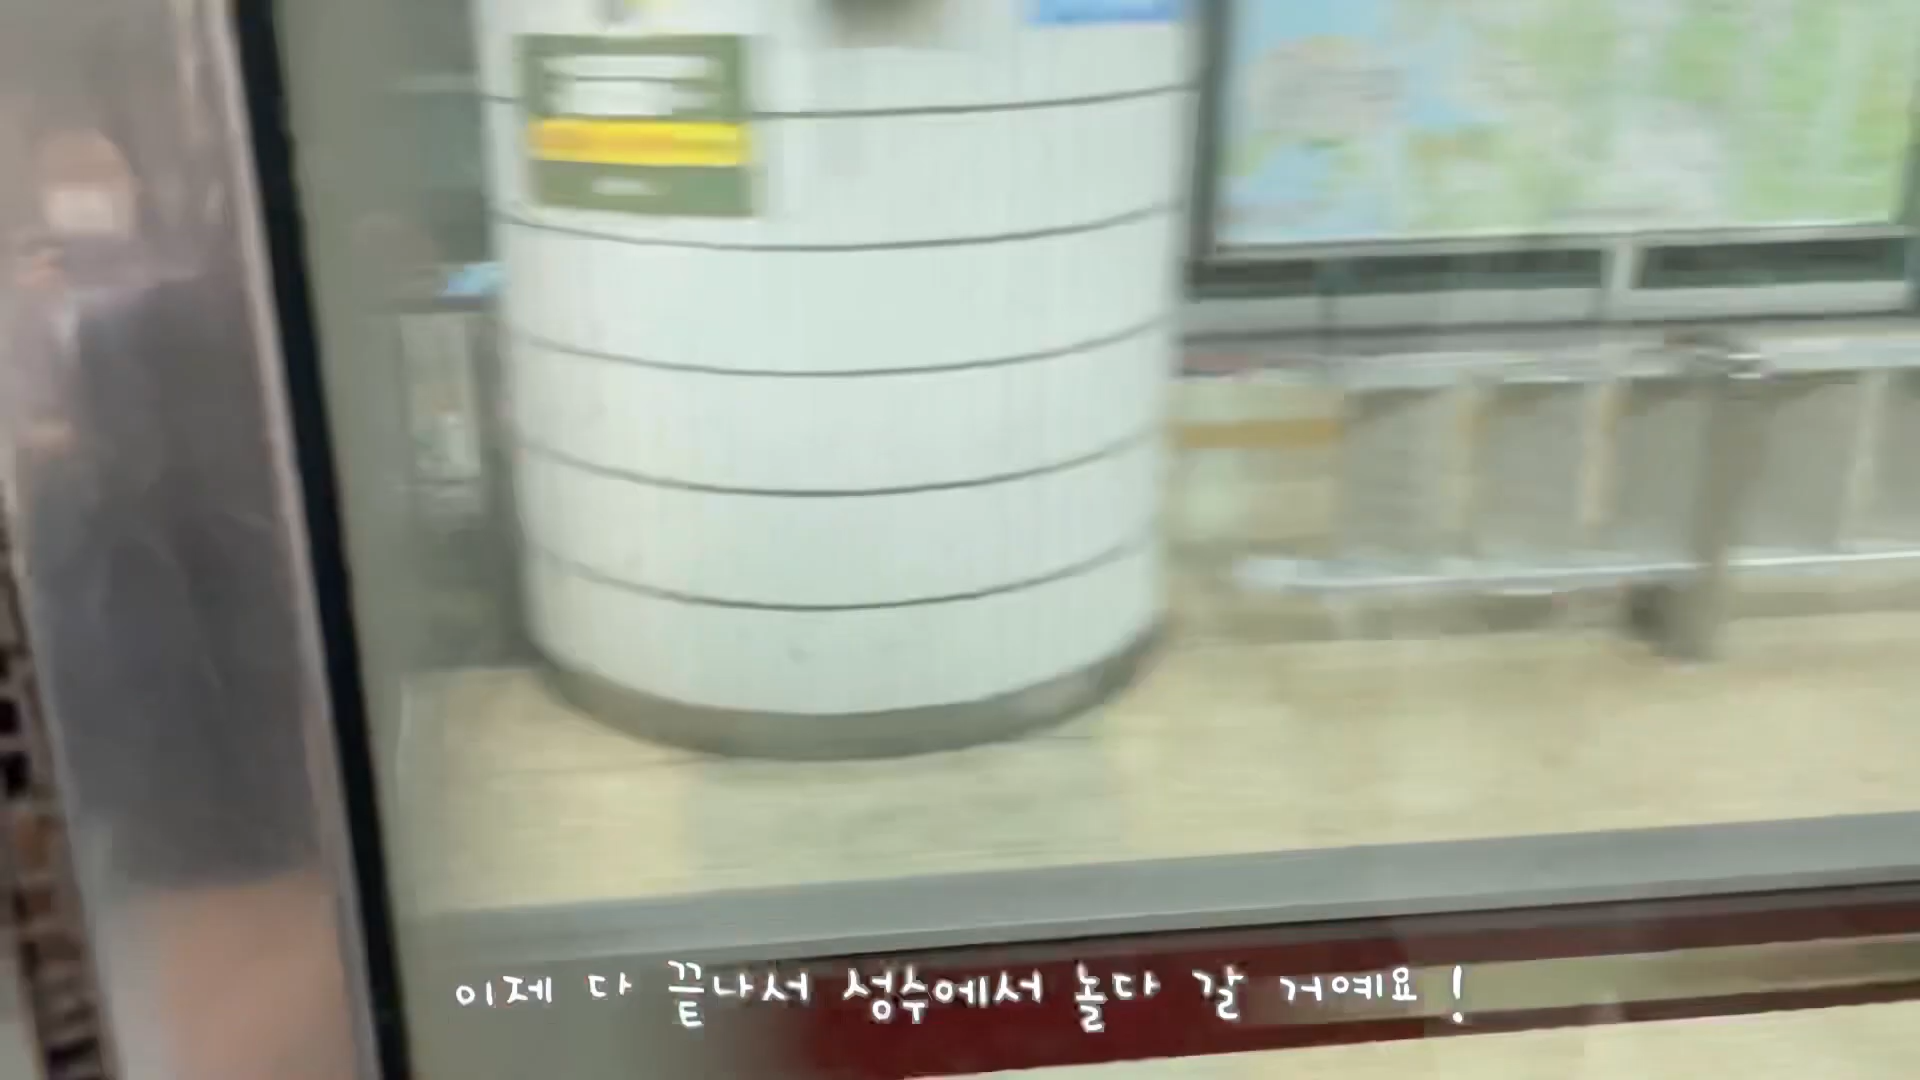 이제 다 끝나서 성수에서 놀다 갈 거예요!